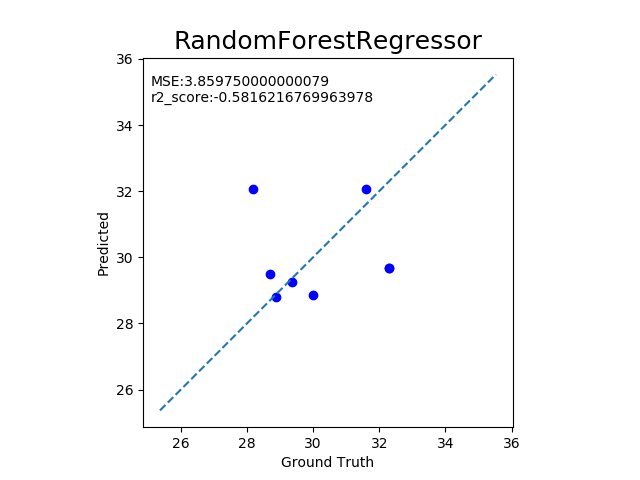 RandomForestRegressor
MSE:3.859750000000079
r2_score:-0.5816216769963978
36
34
32
30
28
26
Predicted
26 28 30 32 34 36
Ground Truth